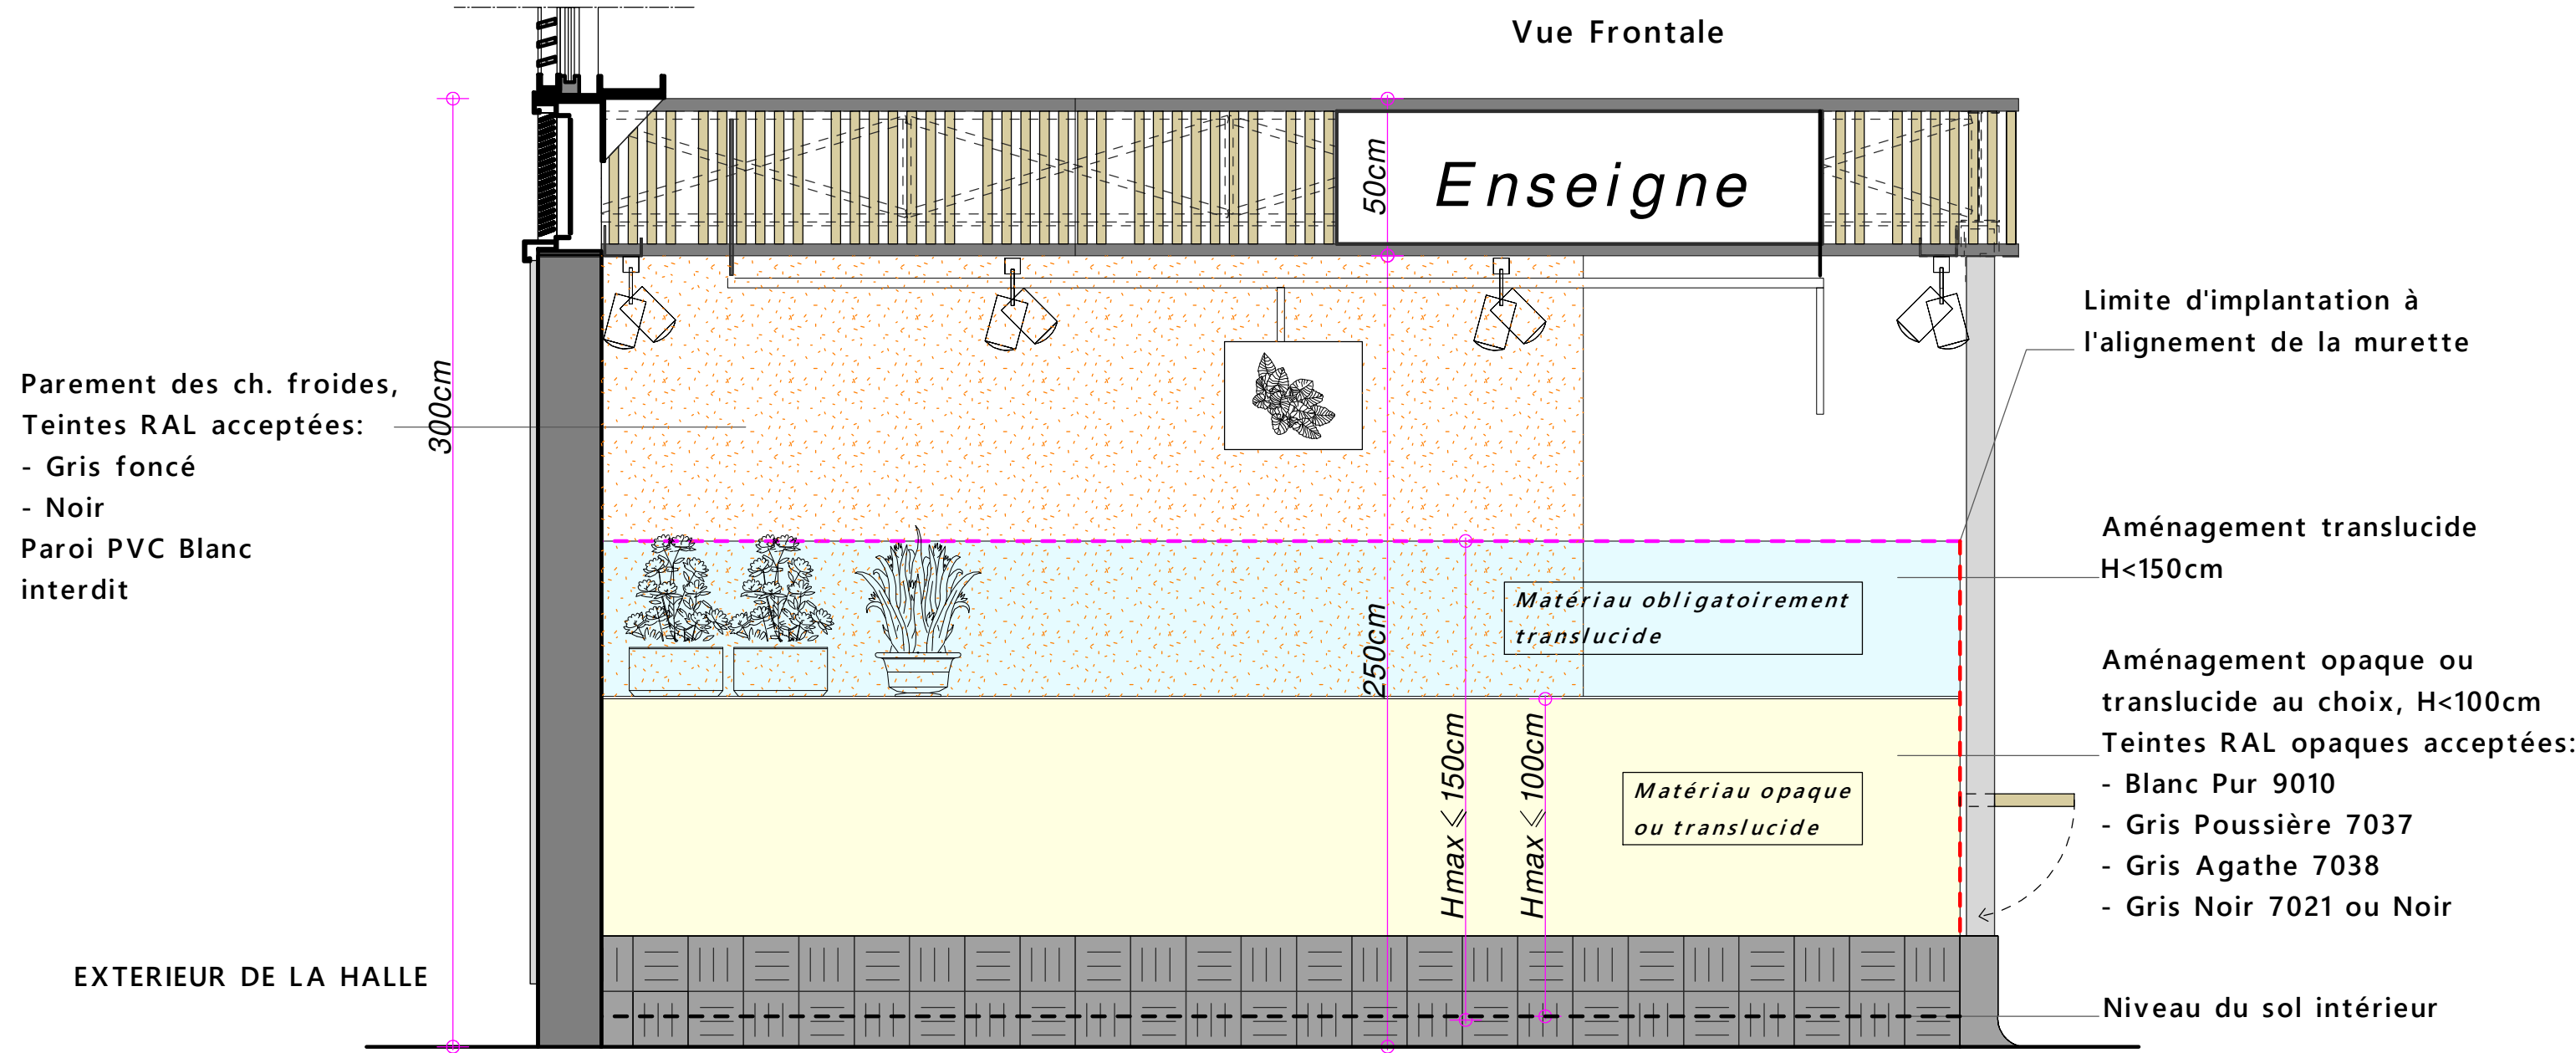 Vue Frontale
50cm
Enseigne
Limite d'implantation à
l'alignement de la murette
Parement des ch. froides,
Teintes RAL acceptées:
- Gris foncé
- Noir
Paroi PVC Blanc
interdit
300cm
Aménagement translucide
H<150cm
Matériau obligatoirement
translucide
250cm
Aménagement opaque ou
translucide au choix, H<100cm
Teintes RAL opaques acceptées:
- Blanc Pur 9010
- Gris Poussière 7037
- Gris Agathe 7038
- Gris Noir 7021 ou Noir
Hmax ⩽ 150cm
Hmax ⩽ 100cm
Matériau opaque
ou translucide
EXTERIEUR DE LA HALLE
Niveau du sol intérieur